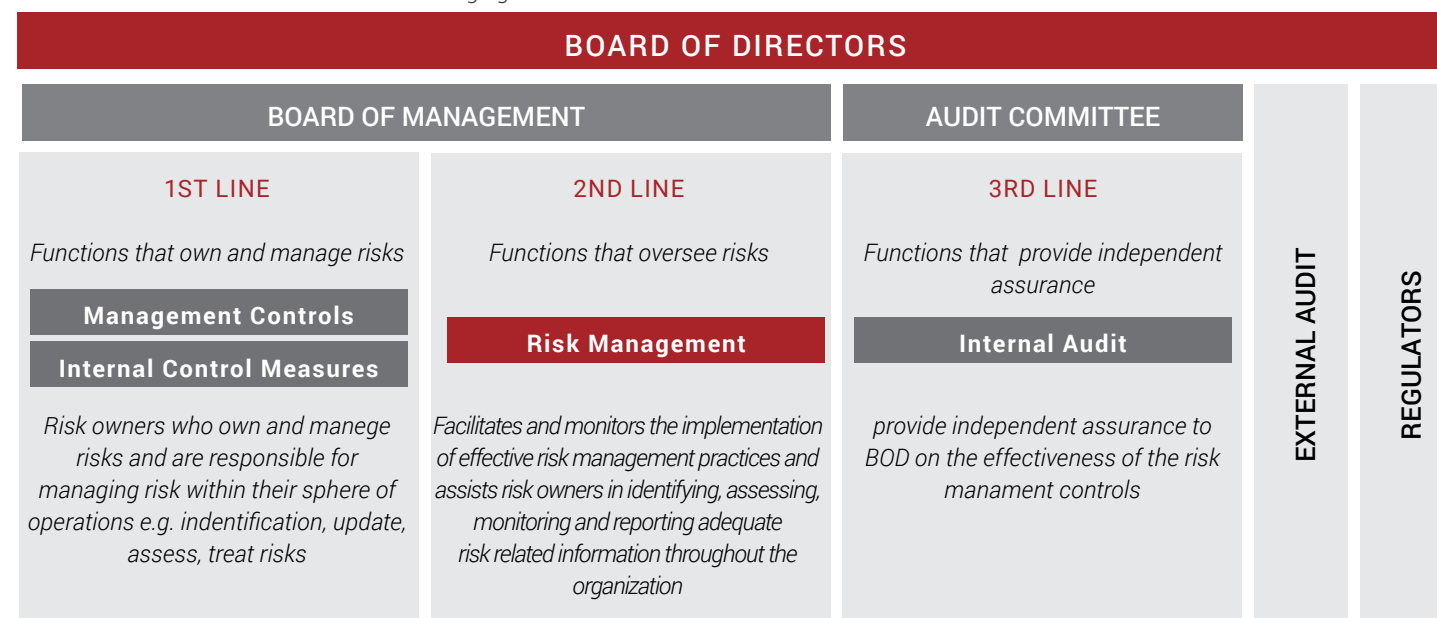 BOARD OF DIRECTORS
BOARD OF MANAGEMENT
AUDIT COMMITTEE
1ST LINE
Functions that own and manage risks
Management Controls
Internal Control Measures
Risk owners who own and manege
risks and are responsible for
managing risk within their sphere of
operations e.g. indentification, update,
assess, treat risks
2ND LINE
Functions that oversee risks
Risk Management
Facilitates and monitors the implementation
of effective risk management practices and
assists risk owners in identifying, assessing,
monitoring and reporting adequate
risk related information throughout the
organization
3RD LINE
Functions that provide independent
assurance
Internal Audit
provide independent assurance to
BOD on the effectiveness of the risk
manament controls
EXTERNAL AUDIT
REGULATORS